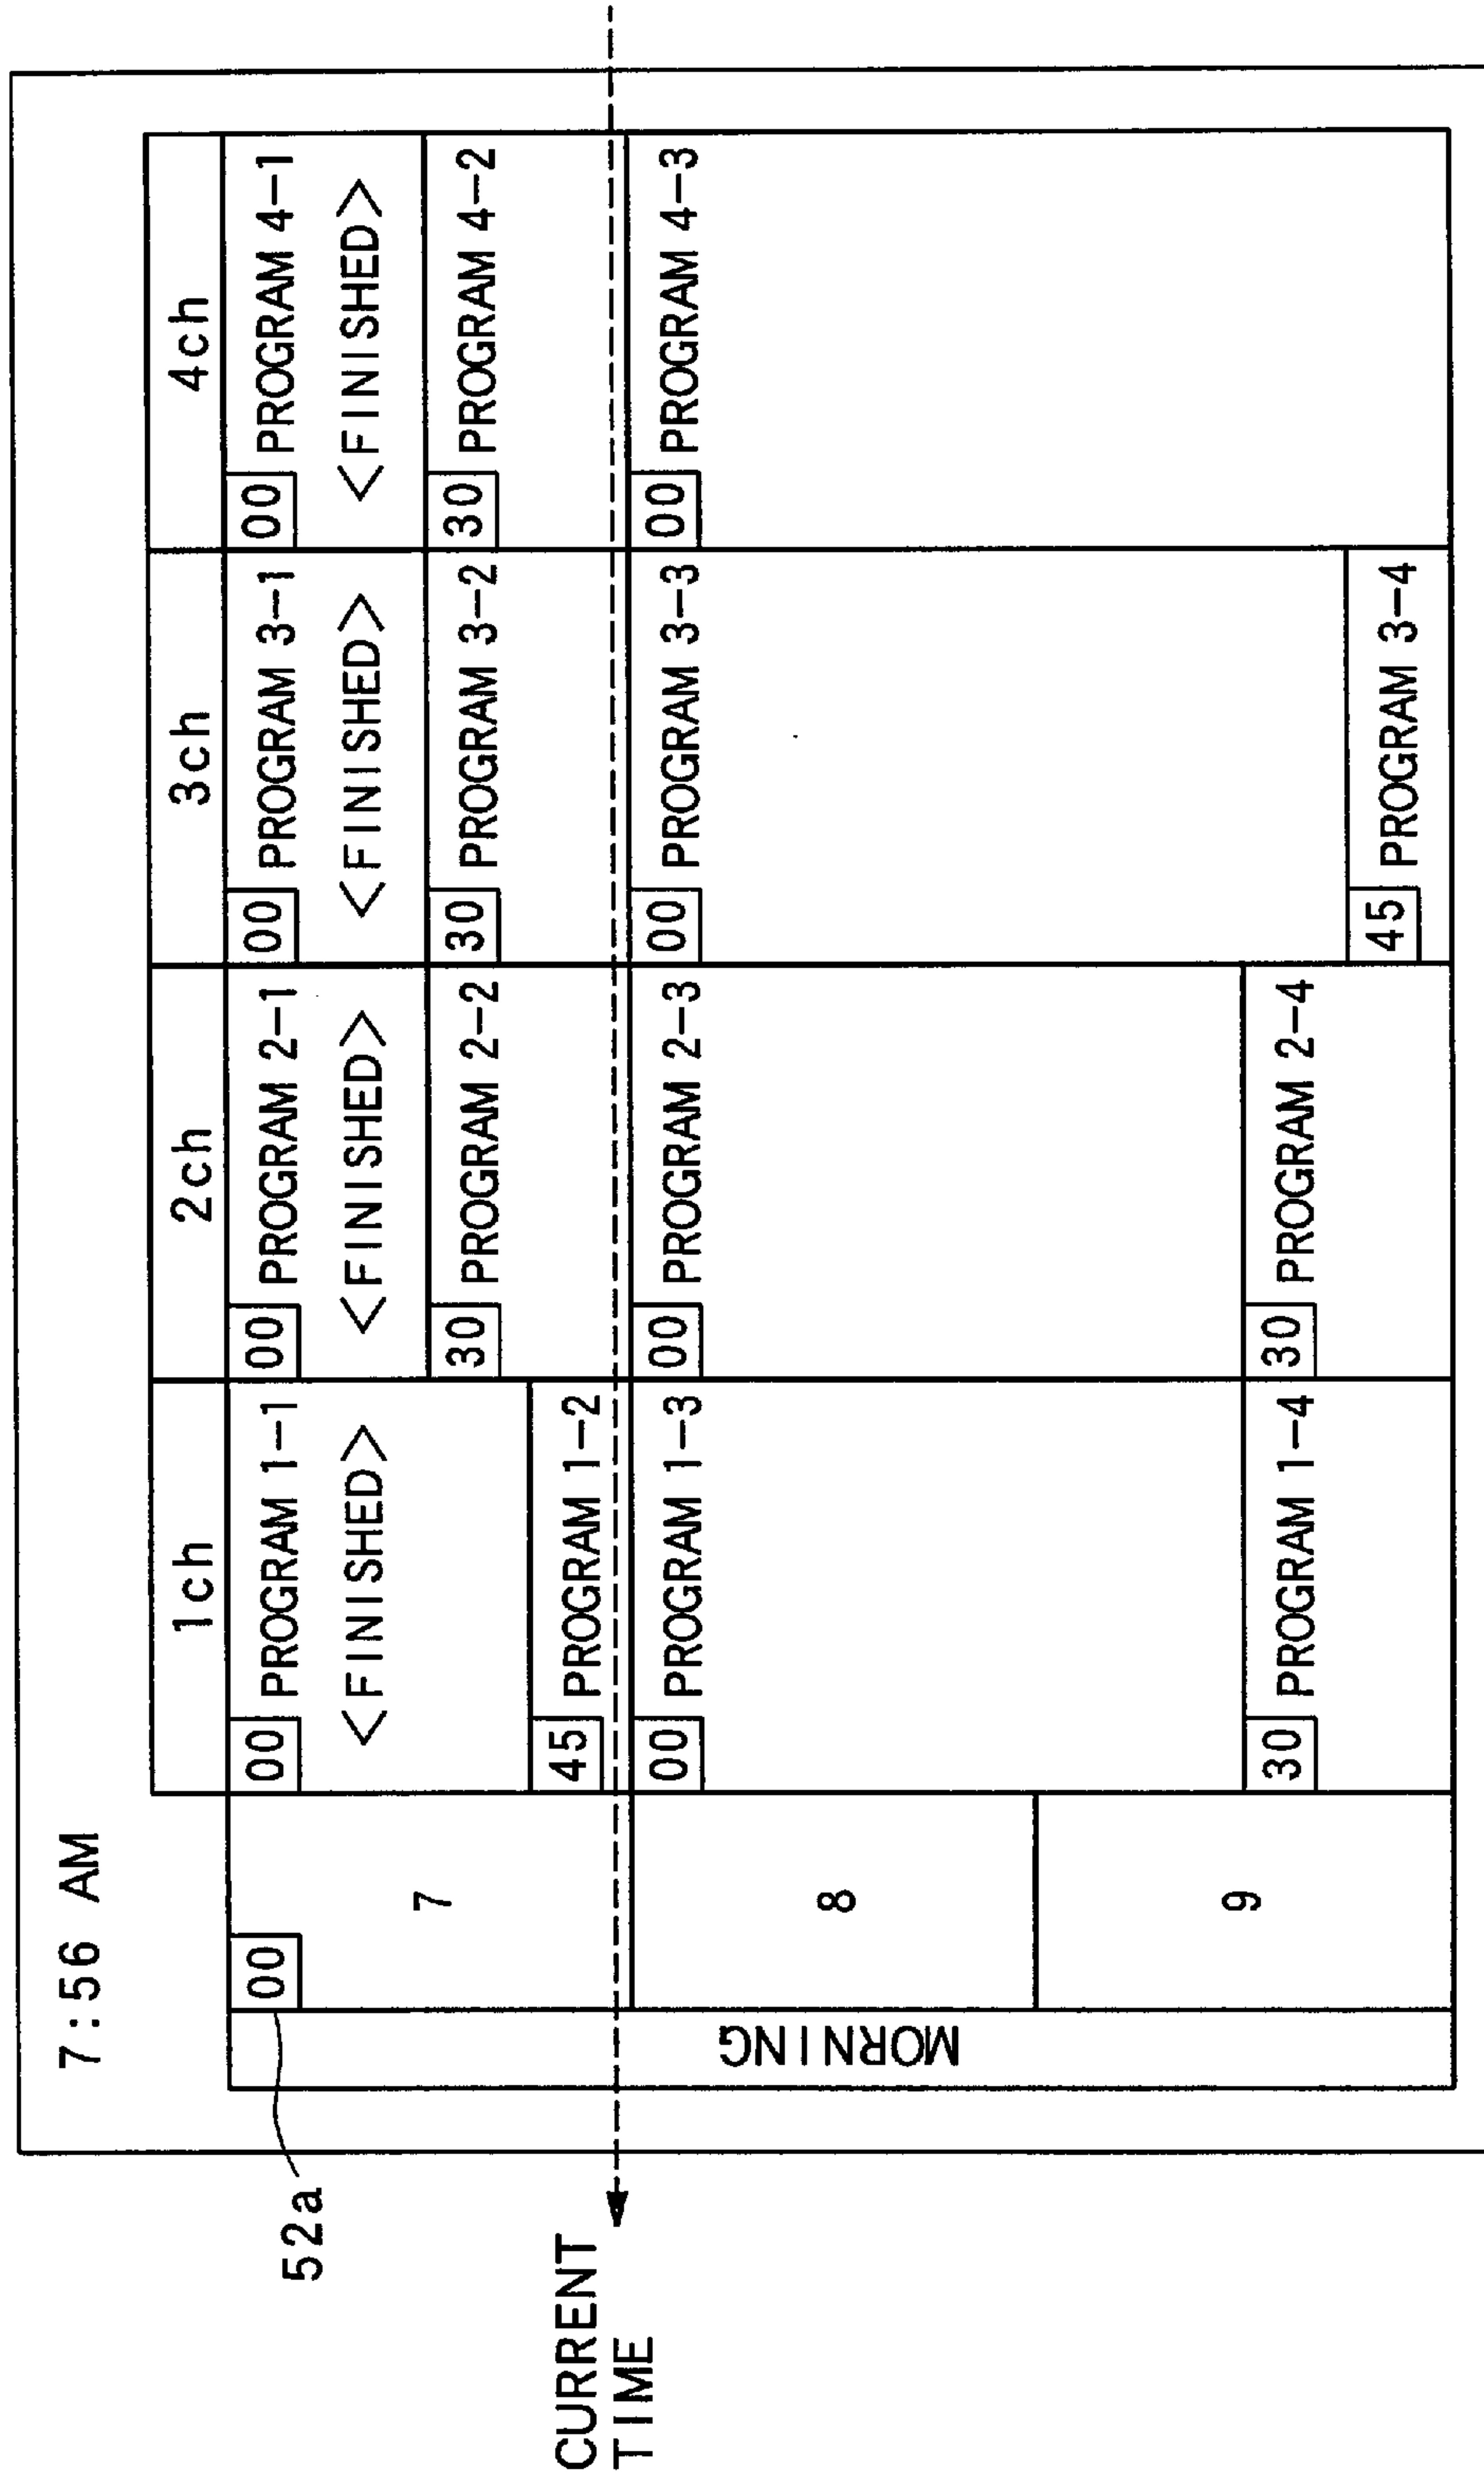 7:56 AM
1ch 2ch 3ch 4ch
52a
00
00 PROGRAM 1-1
<FINISHED>
00 PROGRAM 2-1
<FINISHED>
00 PROGRAM 3-1
<FINISHED>
00 PROGRAM 4-1
<FINISHED>
7
45 PROGRAM 1-2
30 PROGRAM 2-2
30 PROGRAM 3-2
30 PROGRAM 4-2
CURRENT
TIME
MORNING
8
00 PROGRAM 1-3
00 PROGRAM 2-3
00 PROGRAM 3-3
00 PROGRAM 4-3
9
30 PROGRAM 1-4
30 PROGRAM 2-4
45 PROGRAM 3-4